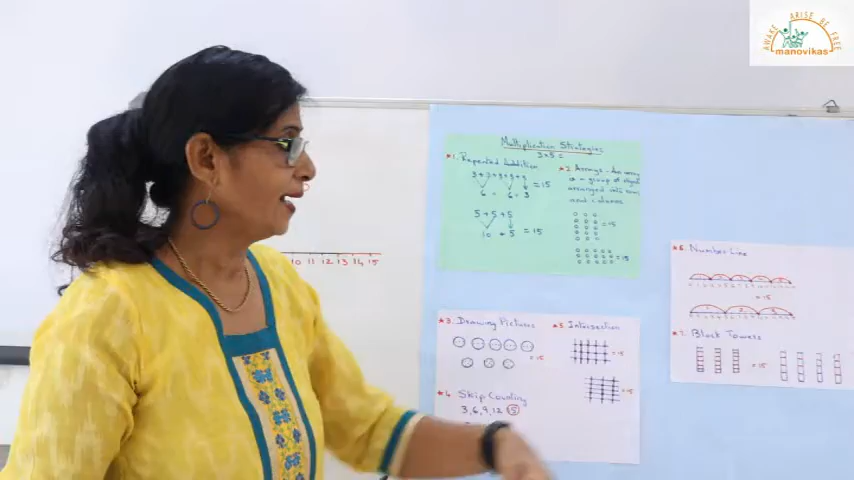 AWAKE ARISE BE FREE
manovikas
Multiplication Strategies
3x5 =
*1. Repeated Addition
3+3+3+3+3 = 15
6 + 6 + 3
5+5+5
10 + 5 = 15
*2 Arrays - An array
is a group of objects
arranged into rows
and columns
= 15
= 15
10 11 12 13 14 15
*3. Drawing Pictures
= 15
*4 Skip Counting
3, 6, 9, 12 15
*5 Intersection
= 15
= 15
*6. Number Line
= 15
*7. Block Towers
= 15